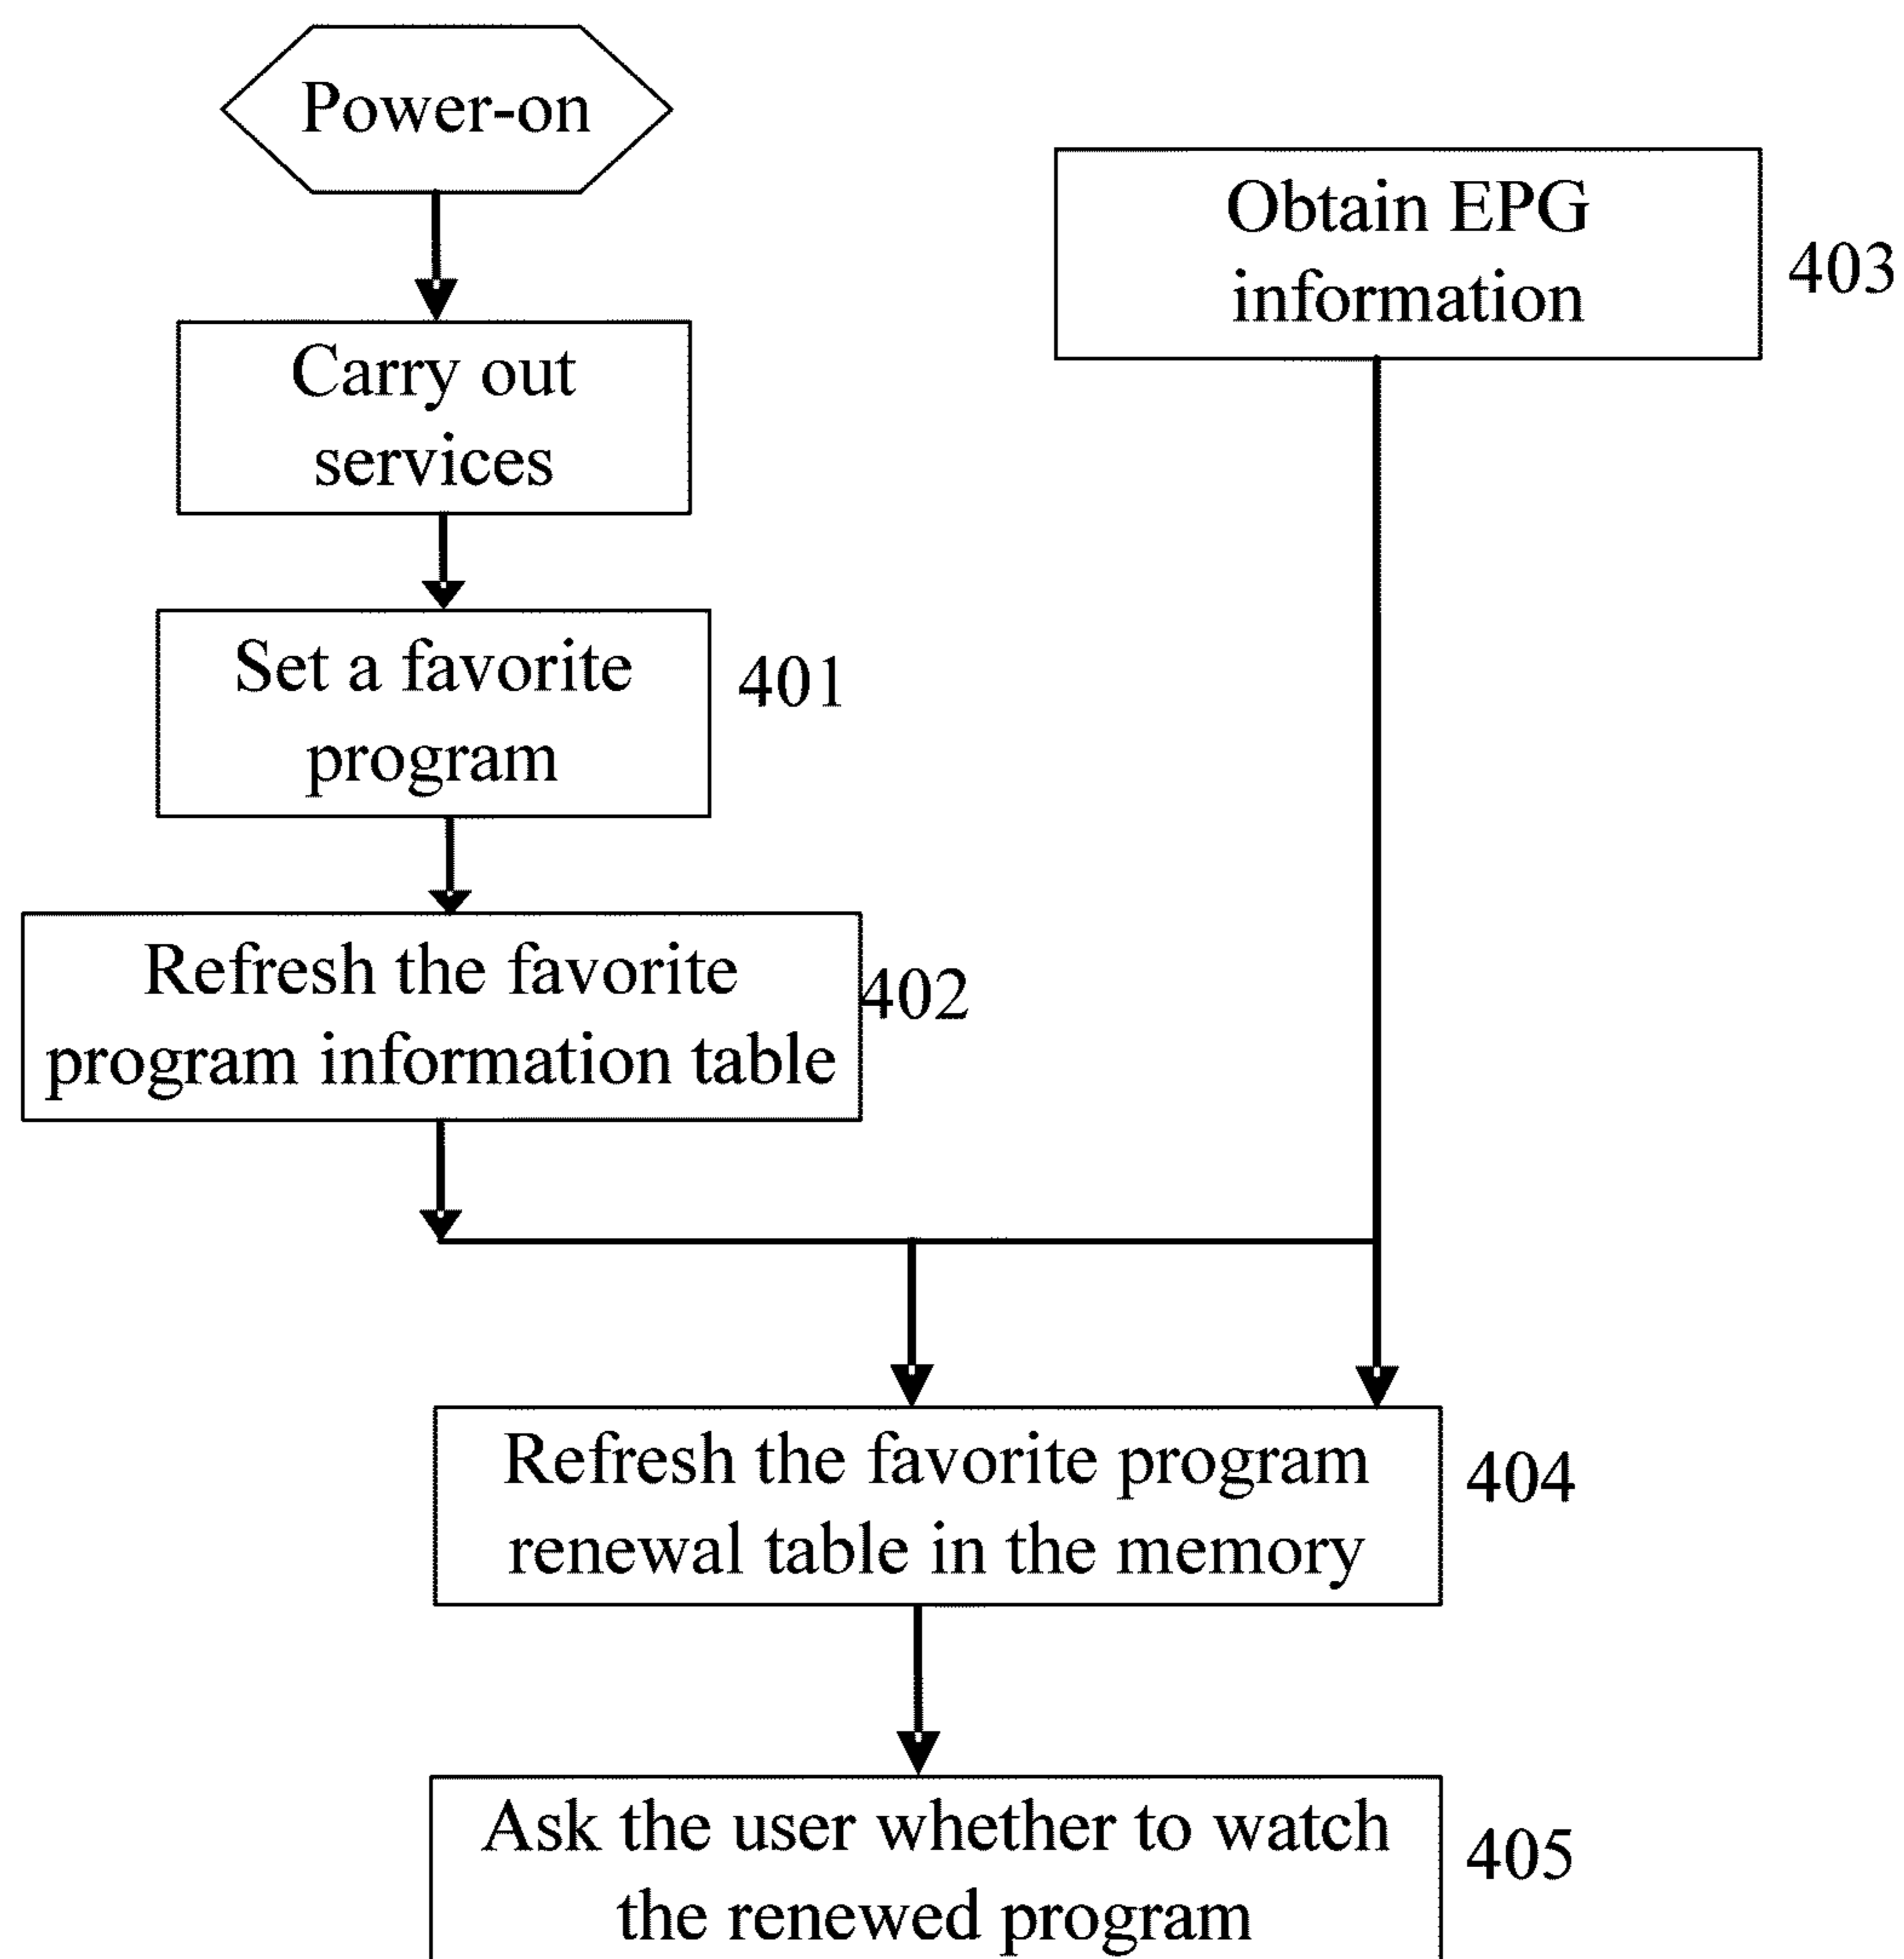 Power-on
Carry out
services
Set a favorite
program
401
Refresh the favorite
program information table
402
Obtain EPG
information
403
Refresh the favorite program
renewal table in the memory
404
Ask the user whether to watch
the renewed program
405